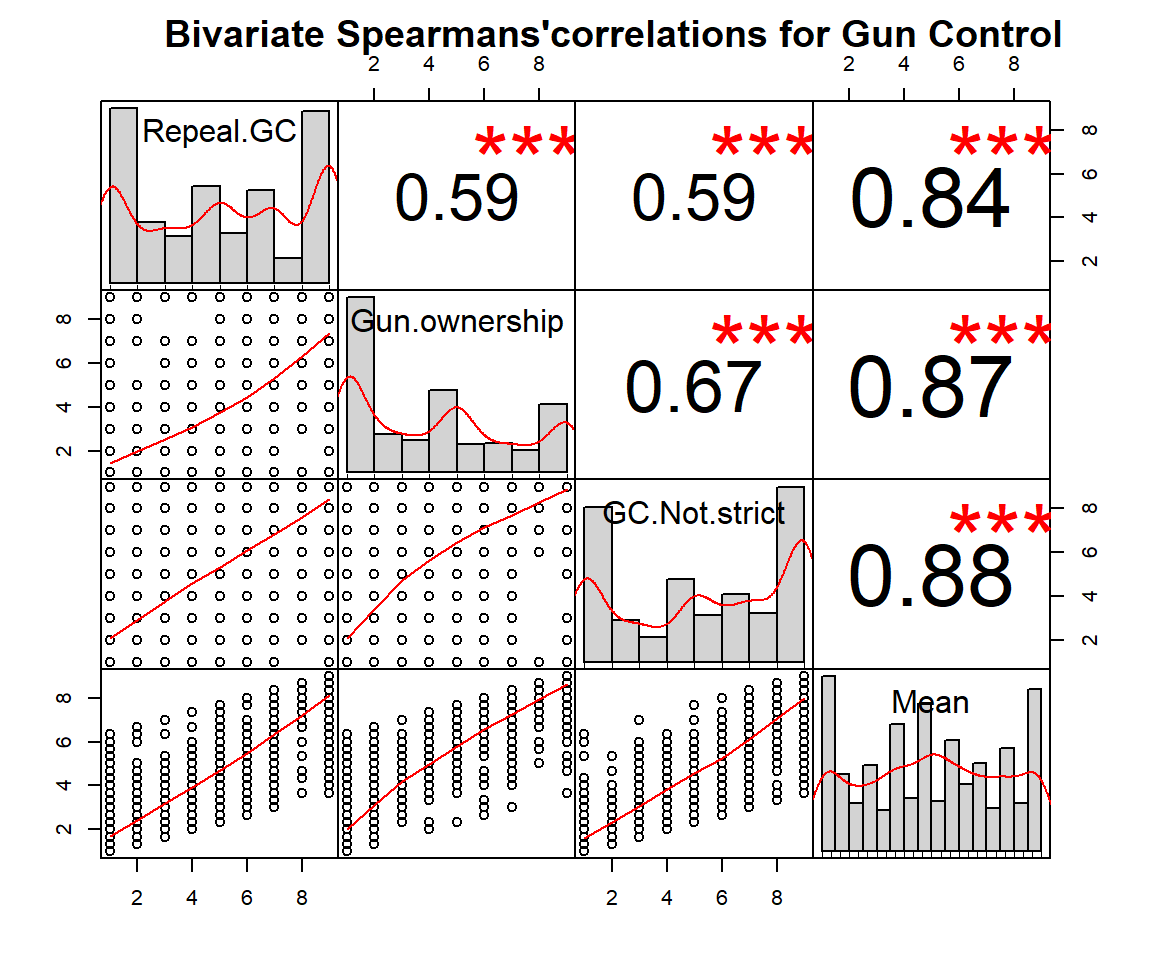 Bivariate Spearmans'correlations for Gun Control
2 4 6 8 2 4 6 8
Repeal.GC *** 0.59 *** 0.59 *** 0.84 8 6 4 2
8 6 4 2 Gun.ownership *** 0.67 *** 0.87
GC.Not.strict *** 0.88 8 6 4 2
8 6 4 2 Mean
2 4 6 8 2 4 6 8